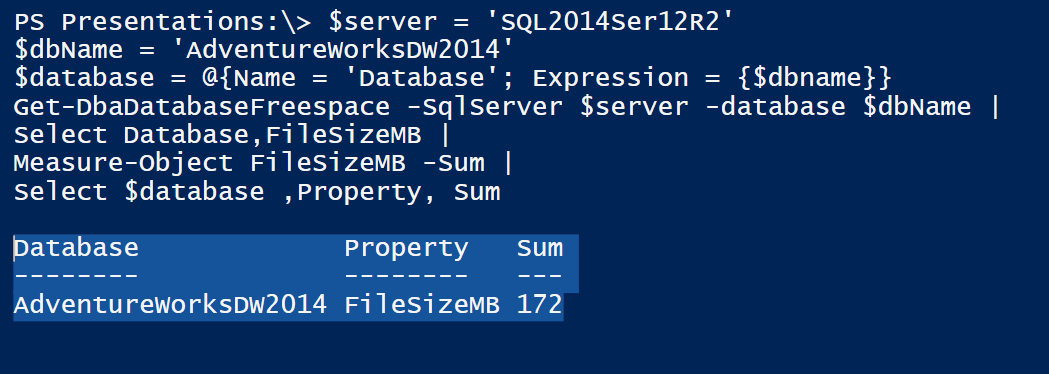 PS Presentations:\> $server = 'SQL2014Ser12R2'
$dbName = 'AdventureWorksDW2014'
$database = @{Name = 'Database'; Expression = {$dbname}}
Get-DbaDatabaseFreespace -SqlServer $server -database $dbName |
Select Database,FileSizeMB |
Measure-Object FileSizeMB -Sum |
Select $database ,Property, Sum
Database Property Sum
-------- -------- ---
AdventureWorksDW2014 FileSizeMB 172